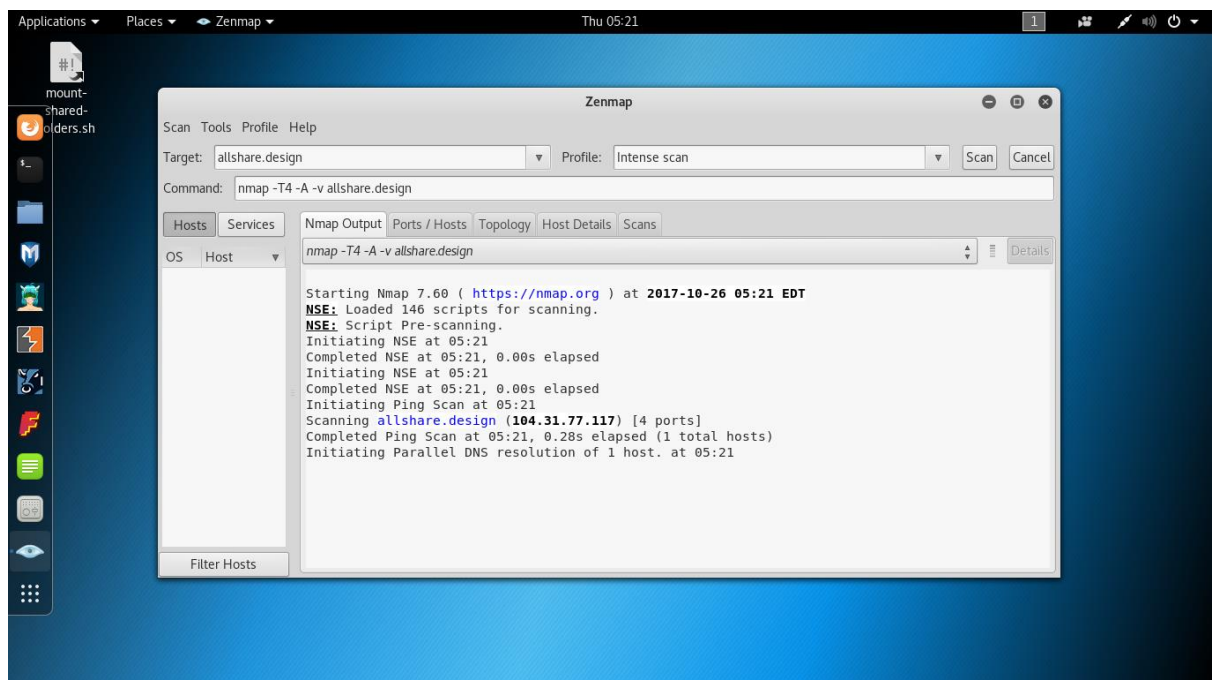 Applications Places Zenmap Thu 05:21 1
mount-
shared-
olders.sh
Zenmap
Scan Tools Profile Help
Target: allshare.design Profile: Intense scan Scan Cancel
Command: nmap -T4 -A -v allshare.design
Hosts Services Nmap Output Ports / Hosts Topology Host Details Scans
OS Host nmap -T4 -A -v allshare.design Details
Starting Nmap 7.60 ( https://nmap.org ) at 2017-10-26 05:21 EDT
NSE: Loaded 146 scripts for scanning.
NSE: Script Pre-scanning.
Initiating NSE at 05:21
Completed NSE at 05:21, 0.00s elapsed
Initiating NSE at 05:21
Completed NSE at 05:21, 0.00s elapsed
Initiating Ping Scan at 05:21
Scanning allshare.design (104.31.77.117) [4 ports]
Completed Ping Scan at 05:21, 0.28s elapsed (1 total hosts)
Initiating Parallel DNS resolution of 1 host. at 05:21
Filter Hosts